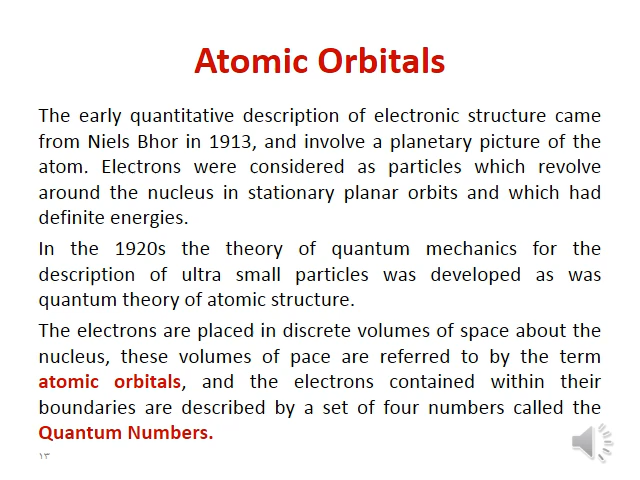 Atomic Orbitals
The early quantitative description of electronic structure came
from Niels Bhor in 1913, and involve a planetary picture of the
atom. Electrons were considered as particles which revolve
around the nucleus in stationary planar orbits and which had
definite energies.
In the 1920s the theory of quantum mechanics for the
description of ultra small particles was developed as was
quantum theory of atomic structure.
The electrons are placed in discrete volumes of space about the
nucleus, these volumes of pace are referred to by the term
atomic orbitals, and the electrons contained within their
boundaries are described by a set of four numbers called the
Quantum Numbers.
١٣